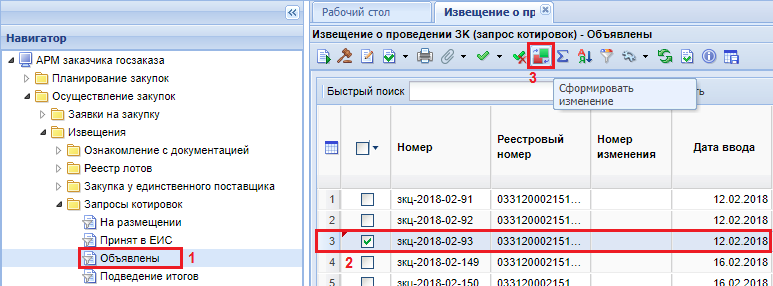 Навигатор
АРМ заказчика госзаказа
Планирование закупок
Осуществление закупок
Заявки на закупку
Извещения
Ознакомление с документацией
Реестр лотов
Закупка у единственного поставщика
Запросы котировок
На размещении
Принят в ЕИС
Объявлены
1
Подведение итогов
Рабочий стол
Извещение о пр
Извещение о проведении ЗК (запрос котировок) - Объявлены
3
Сформировать
изменение
Быстрый поиск
Номер
Реестровый
номер
Номер
изменения
Дата ввода
1 зкц-2018-02-91 033120002151... 12.02.2018
2 зкц-2018-02-92 033120002151... 12.02.2018
3 зкц-2018-02-93 033120002151... 12.02.2018
2
4 зкц-2018-02-149 033120002151... 16.02.2018
5 зкц-2018-02-150 033120002151... 16.02.2018